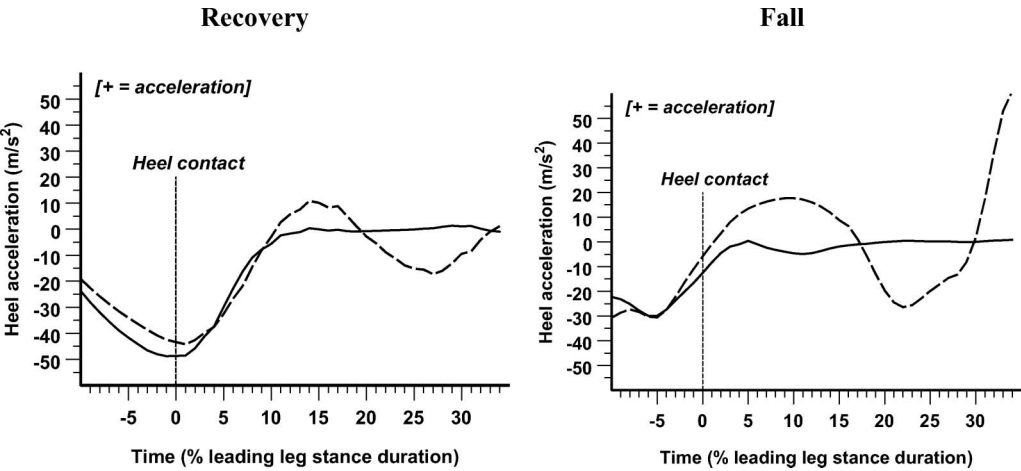 Recovery
[+ = acceleration]
Heel contact
Heel acceleration (m/s²)
50
40
30
20
10
0
-10
-20
-30
-40
-50
-5 0 5 10 15 20 25 30
Time (% leading leg stance duration)
Fall
[+ = acceleration]
Heel contact
Heel acceleration (m/s²)
50
40
30
20
10
0
-10
-20
-30
-40
-50
-5 0 5 10 15 20 25 30
Time (% leading leg stance duration)